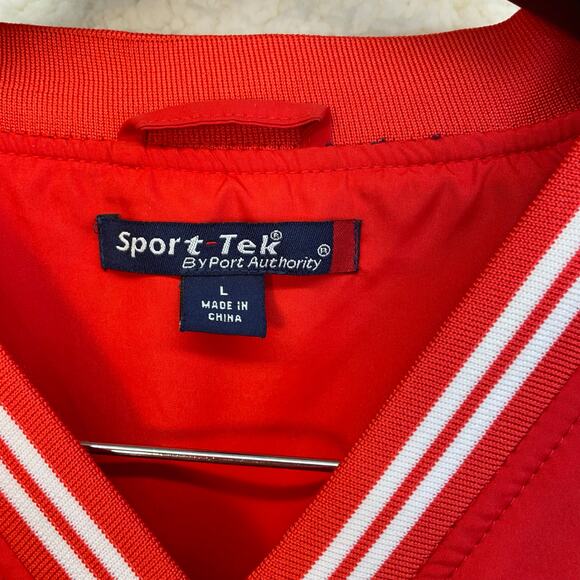 Sport-Tek®
By Port Authority®
L
MADE IN
CHINA